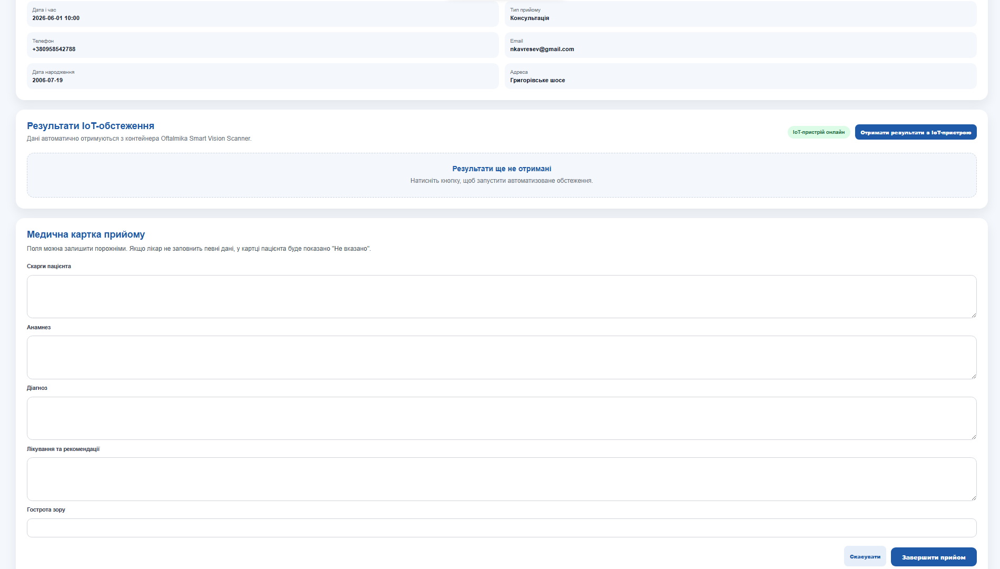 Дата і час
2026-06-01 10:00
Тип прийому
Консультація
Телефон
+380958542788
Email
nkavresev@gmail.com
Дата народження
2006-07-19
Адреса
Григорівське шосе
Результати IoT-обстеження
Дані автоматично отримуються з контейнера Oftalmika Smart Vision Scanner.
IoT-пристрій онлайн
Отримати результати з IoT-пристрою
Результати ще не отримані
Натисніть кнопку, щоб запустити автоматизоване обстеження.
Медична картка прийому
Поля можна залишити порожніми. Якщо лікар не заповнить певні дані, у картці пацієнта буде показано "Не вказано".
Скарги пацієнта
Анамнез
Діагноз
Лікування та рекомендації
Гострота зору
Скасувати
Завершити прийом